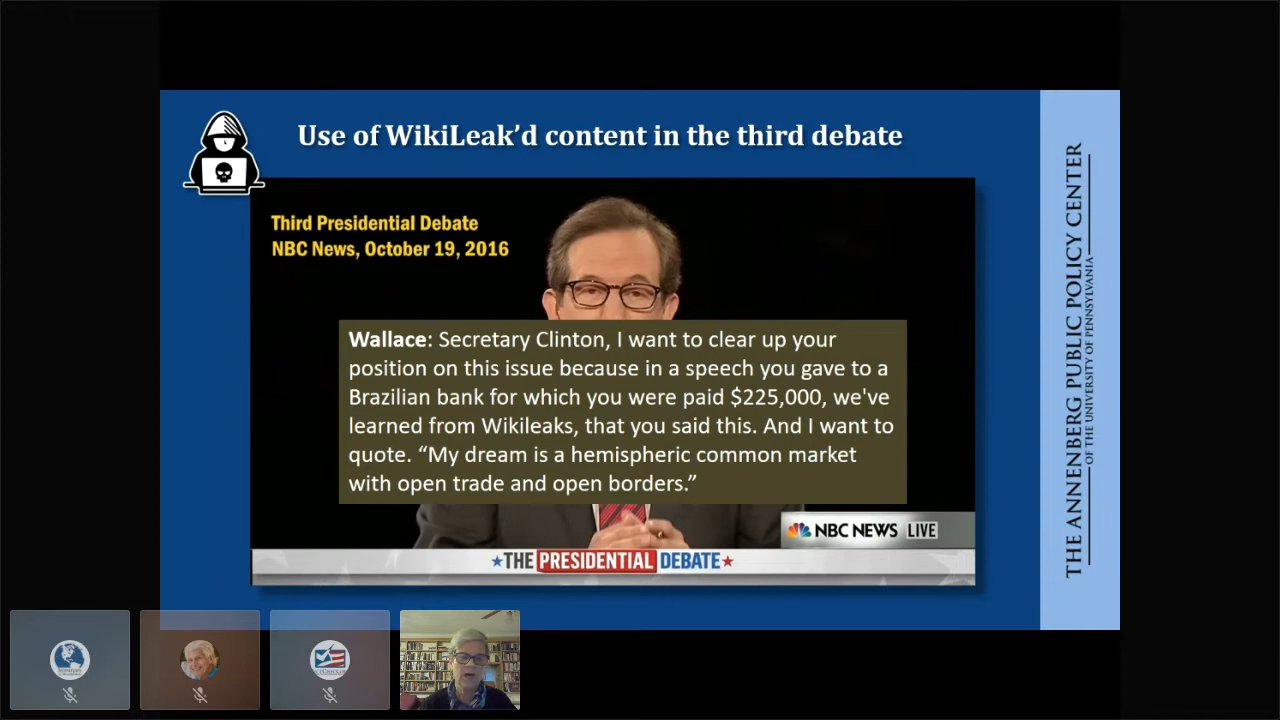 Use of WikiLeak’d content in the third debate
Third Presidential Debate
NBC News, October 19, 2016
Wallace: Secretary Clinton, I want to clear up your
position on this issue because in a speech you gave to a
Brazilian bank for which you were paid $225,000, we've
learned from Wikileaks, that you said this. And I want to
quote. “My dream is a hemispheric common market
with open trade and open borders.”
NBC NEWS LIVE
THE PRESIDENTIAL DEBATE
THE ANNENBERG PUBLIC POLICY CENTER
OF THE UNIVERSITY OF PENNSYLVANIA